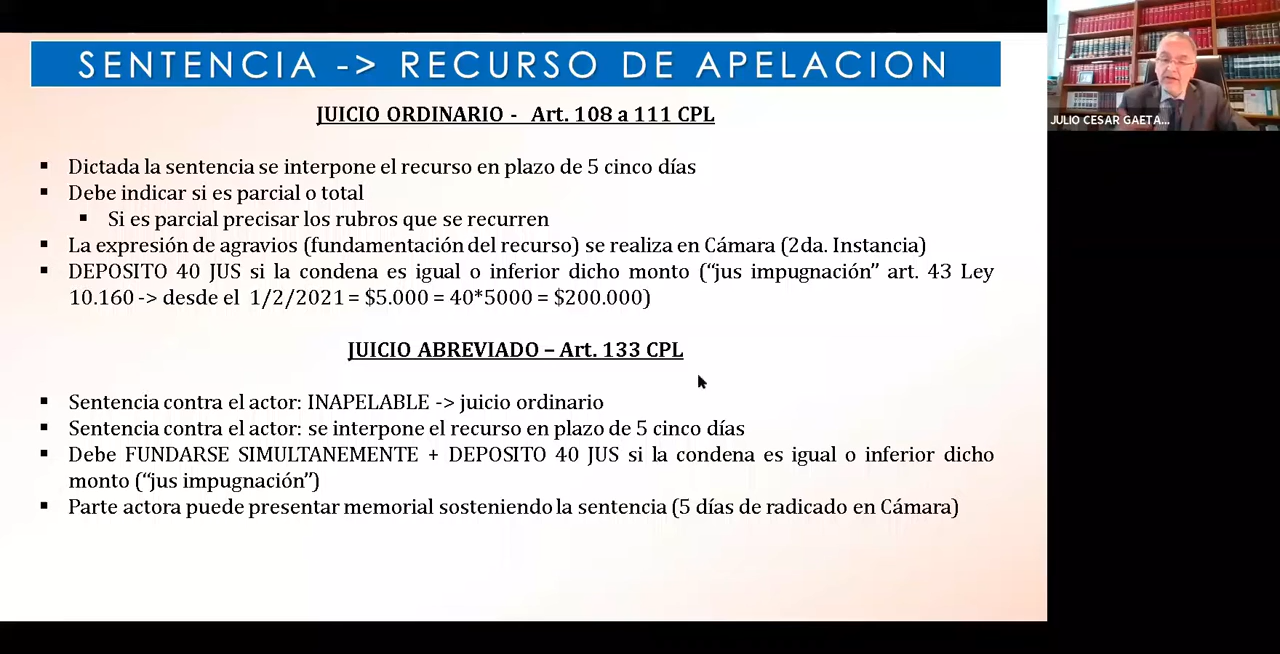 SENTENCIA -> RECURSO DE APELACION
JUICIO ORDINARIO - Art. 108 a 111 CPL
▪ Dictada la sentencia se interpone el recurso en plazo de 5 cinco días
▪ Debe indicar si es parcial o total
▪ Si es parcial precisar los rubros que se recurren
▪ La expresión de agravios (fundamentación del recurso) se realiza en Cámara (2da. Instancia)
▪ DEPOSITO 40 JUS si la condena es igual o inferior dicho monto (“jus impugnación” art. 43 Ley
10.160 -> desde el 1/2/2021 = $5.000 = 40*5000 = $200.000)
JUICIO ABREVIADO – Art. 133 CPL
▪ Sentencia contra el actor: INAPELABLE -> juicio ordinario
▪ Sentencia contra el actor: se interpone el recurso en plazo de 5 cinco días
▪ Debe FUNDARSE SIMULTANEMENTE + DEPOSITO 40 JUS si la condena es igual o inferior dicho
monto (“jus impugnación”)
▪ Parte actora puede presentar memorial sosteniendo la sentencia (5 días de radicado en Cámara)
JULIO CESAR GAETA...